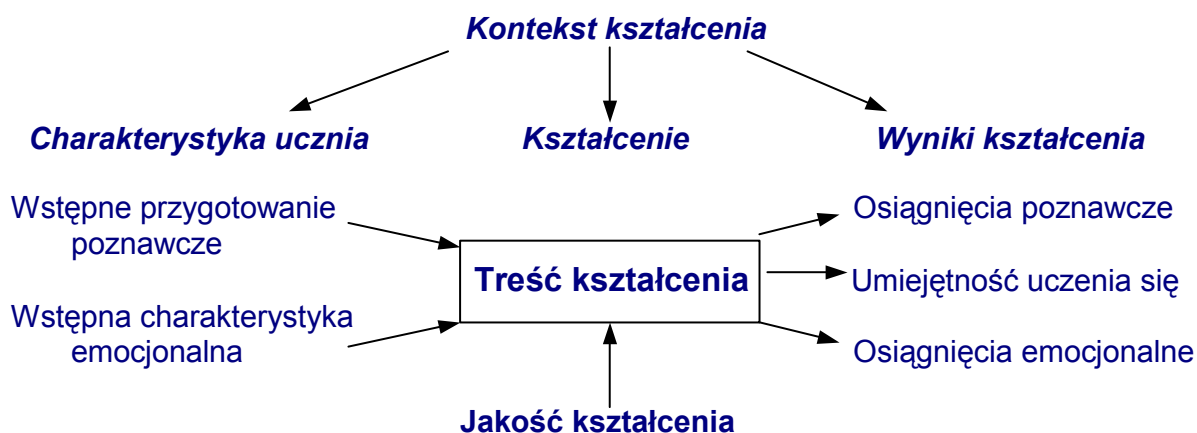 Kontekst kształcenia
Charakterystyka ucznia
Kształcenie
Wyniki kształcenia
Wstępne przygotowanie
poznawcze
Wstępna charakterystyka
emocjonalna
Treść kształcenia
Osiągnięcia poznawcze
Umiejętność uczenia się
Osiągnięcia emocjonalne
Jakość kształcenia